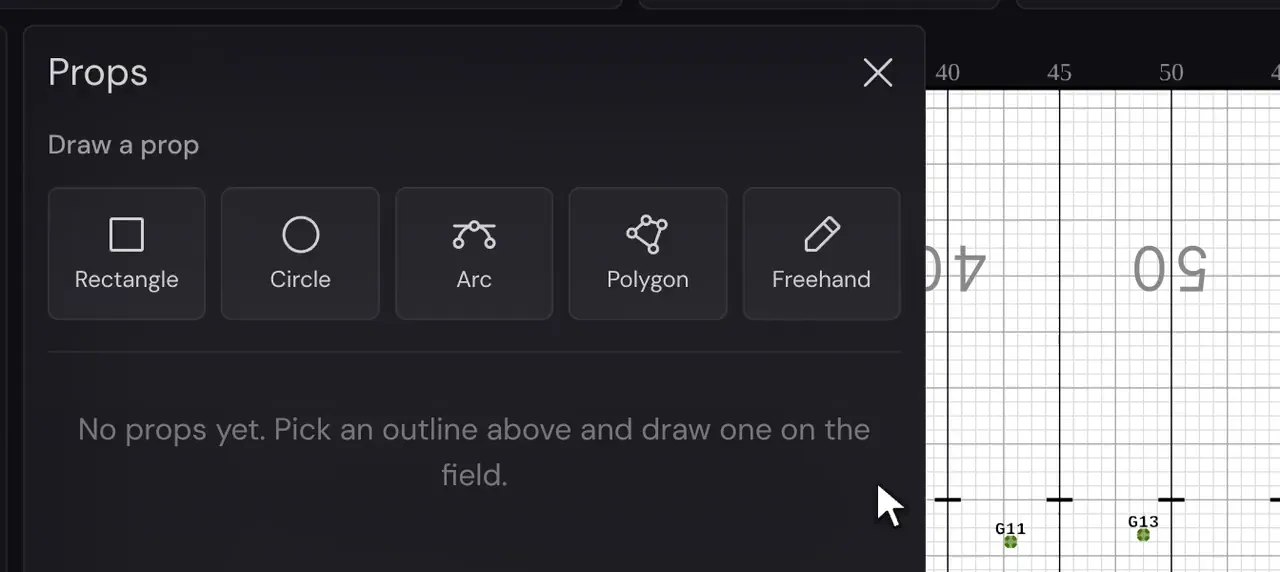 Props
40 45 50
Draw a prop
Rectangle Circle Arc Polygon Freehand
40 50
No props yet. Pick an outline above and draw one on the
field.
G11 G13